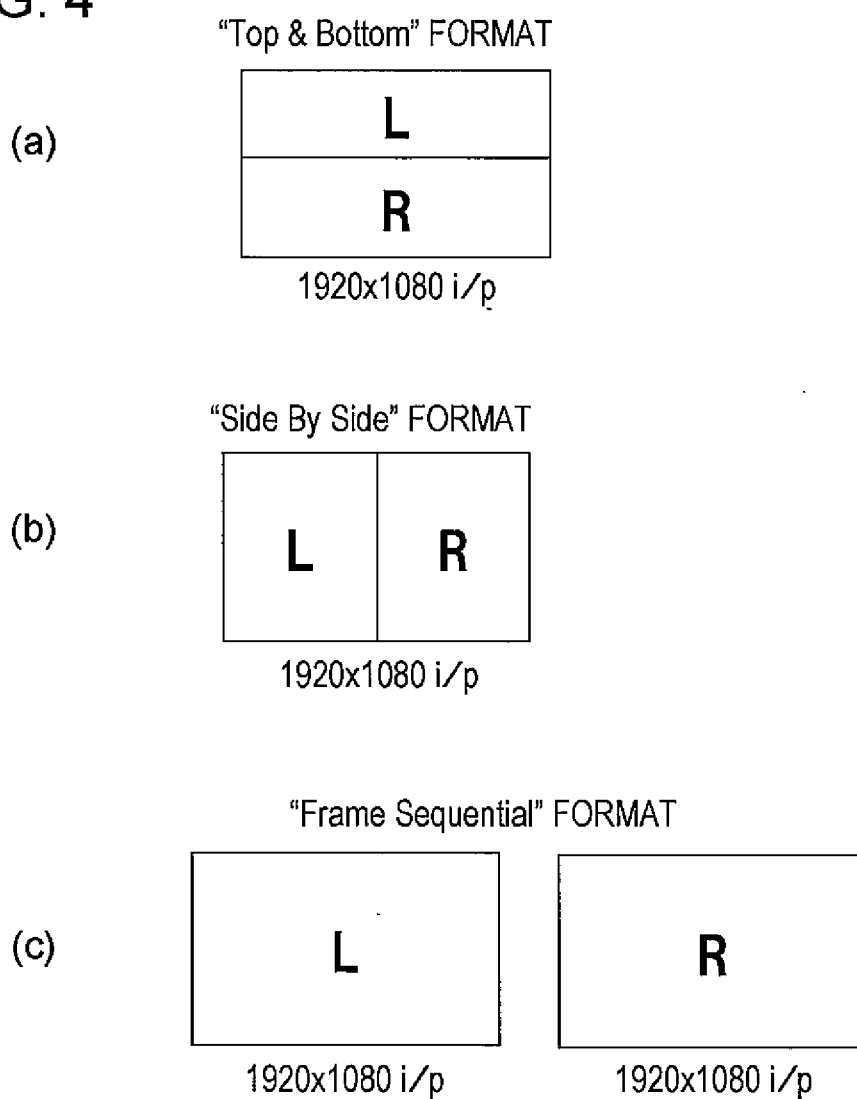 G. 4
"Top & Bottom" FORMAT
(a)
L
R
1920x1080 i/p
"Side By Side" FORMAT
(b)
L R
1920x1080 i/p
"Frame Sequential" FORMAT
(c)
L R
1920x1080 i/p 1920x1080 i/p